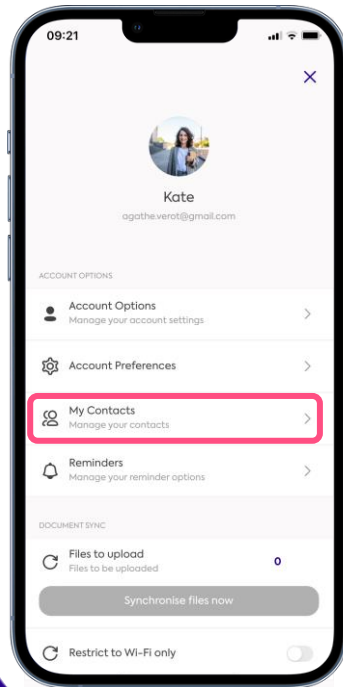 09:21
Kate
agathe.verot@gmail.com
ACCOUNT OPTIONS
Account Options
Manage your account settings
Account Preferences
My Contacts
Manage your contacts
Reminders
Manage your reminder options
DOCUMENT SYNC
Files to upload
0
Files to be uploaded
Synchronise files now
Restrict to Wi-Fi only